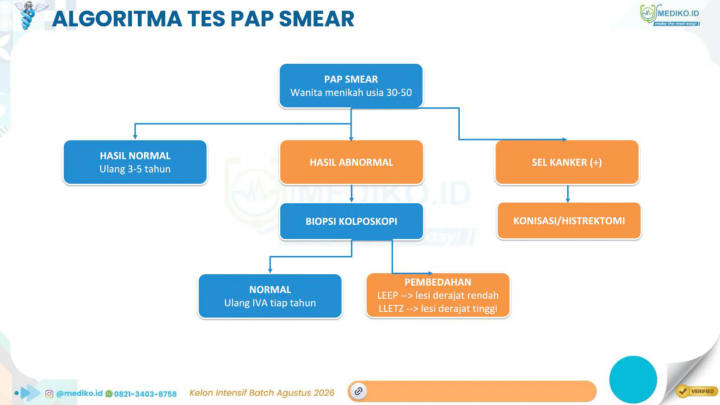 ALGORITMA TES PAP SMEAR
MEDIKO.ID
PAP SMEAR
Wanita menikah usia 30-50
HASIL NORMAL
Ulang 3-5 tahun
HASIL ABNORMAL
SEL KANKER (+)
MEDIKO.ID
BIOPSI KOLPOSKOPI
KONISASI/HISTREKTOMI
NORMAL
Ulang IVA tiap tahun
PEMBEDAHAN
LEEP --> lesi derajat rendah
LLETZ --> lesi derajat tinggi
@mediko.id 0821-3403-8758
Kelon Intensif Batch Agustus 2026
VERIFIED